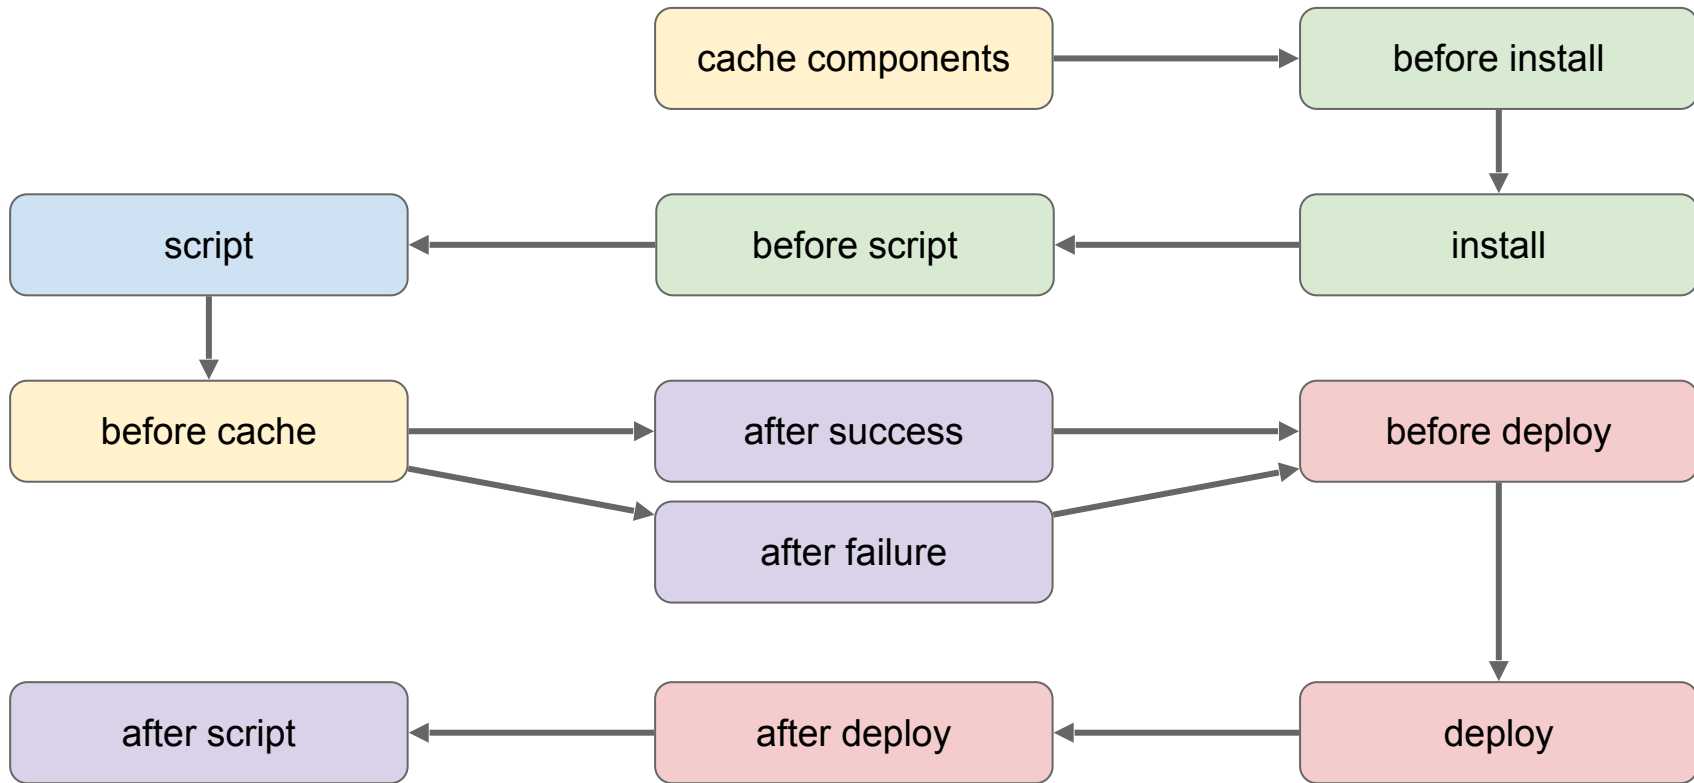 cache components
before install
script
before script
install
before cache
after success
before deploy
after failure
after script
after deploy
deploy